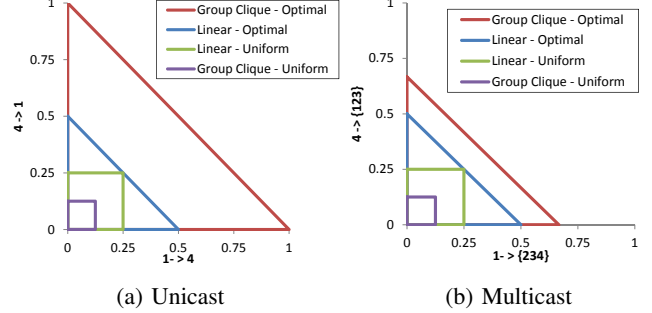 1
0.75
0.5
0.25
0
4 -> 1
0
0.25
0.5
0.75
1
1- > 4
Group Clique - Optimal
Linear - Optimal
Linear - Uniform
Group Clique - Uniform
(a) Unicast
1
0.75
0.5
0.25
0
4 -> {123}
0
0.25
0.5
0.75
1
1- > {234}
Group Clique - Optimal
Linear - Optimal
Linear - Uniform
Group Clique - Uniform
(b) Multicast